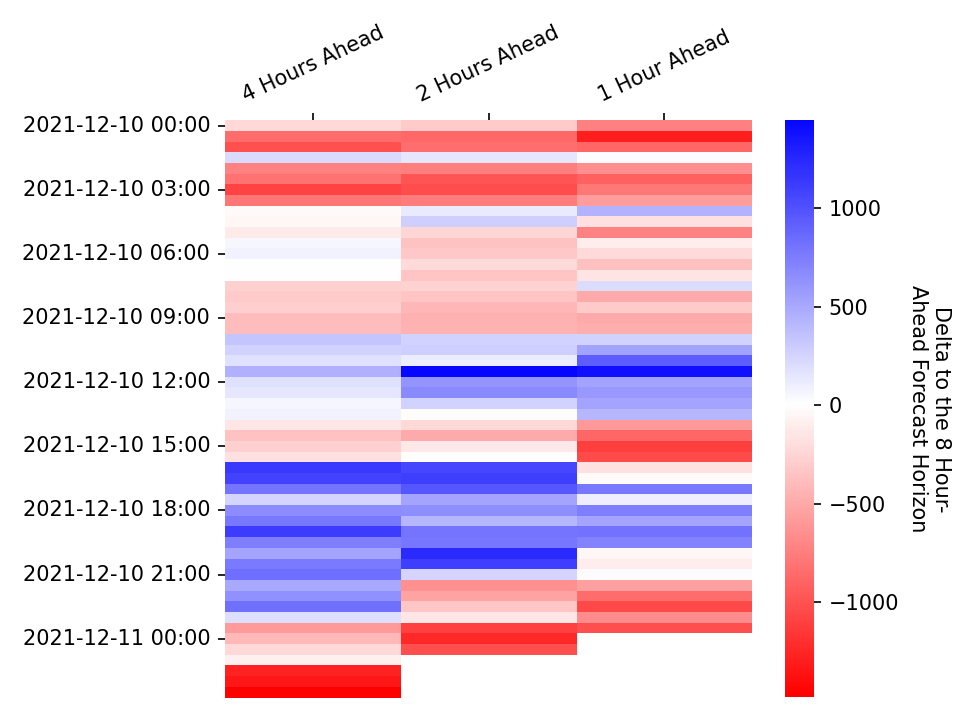 4 Hours Ahead
2 Hours Ahead
1 Hour Ahead
2021-12-10 00:00
2021-12-10 03:00
2021-12-10 06:00
2021-12-10 09:00
2021-12-10 12:00
2021-12-10 15:00
2021-12-10 18:00
2021-12-10 21:00
2021-12-11 00:00
1000
500
0
−500
−1000
Delta to the 8 Hour-
Ahead Forecast Horizon